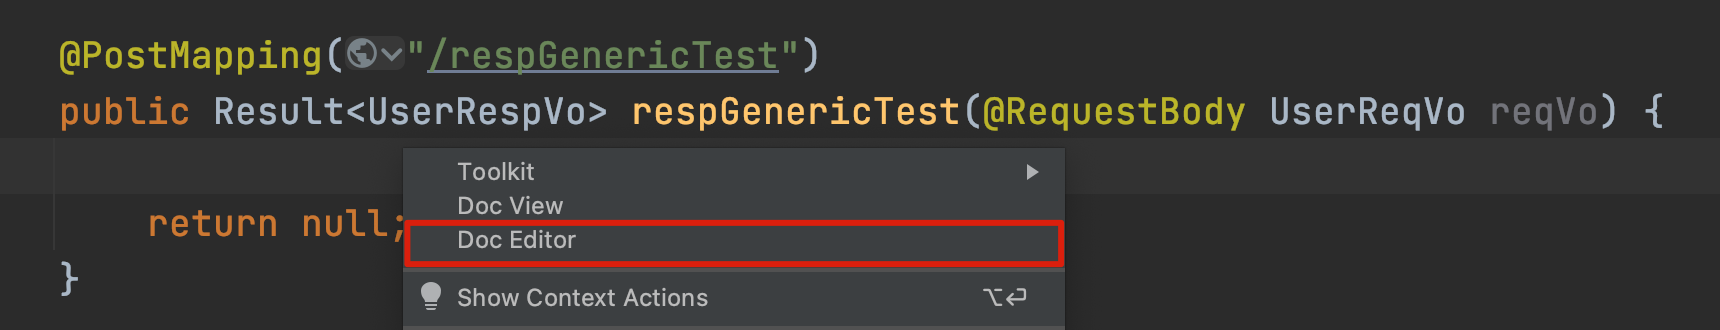 @PostMapping("/respGenericTest")
public Result<UserRespVo> respGenericTest(@RequestBody UserReqVo reqVo) {
Toolkit
Doc View
return null;
Doc Editor
}
Show Context Actions ⌥⏎